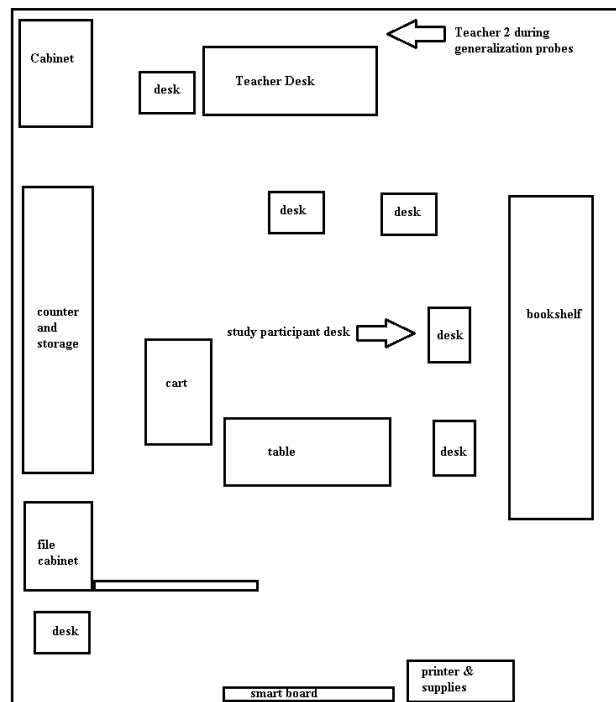 Teacher 2 during
generalization probes
Cabinet
desk
Teacher Desk
desk
desk
counter
and
storage
study participant desk
desk
bookshelf
cart
table
desk
file
cabinet
desk
printer &
supplies
smart board